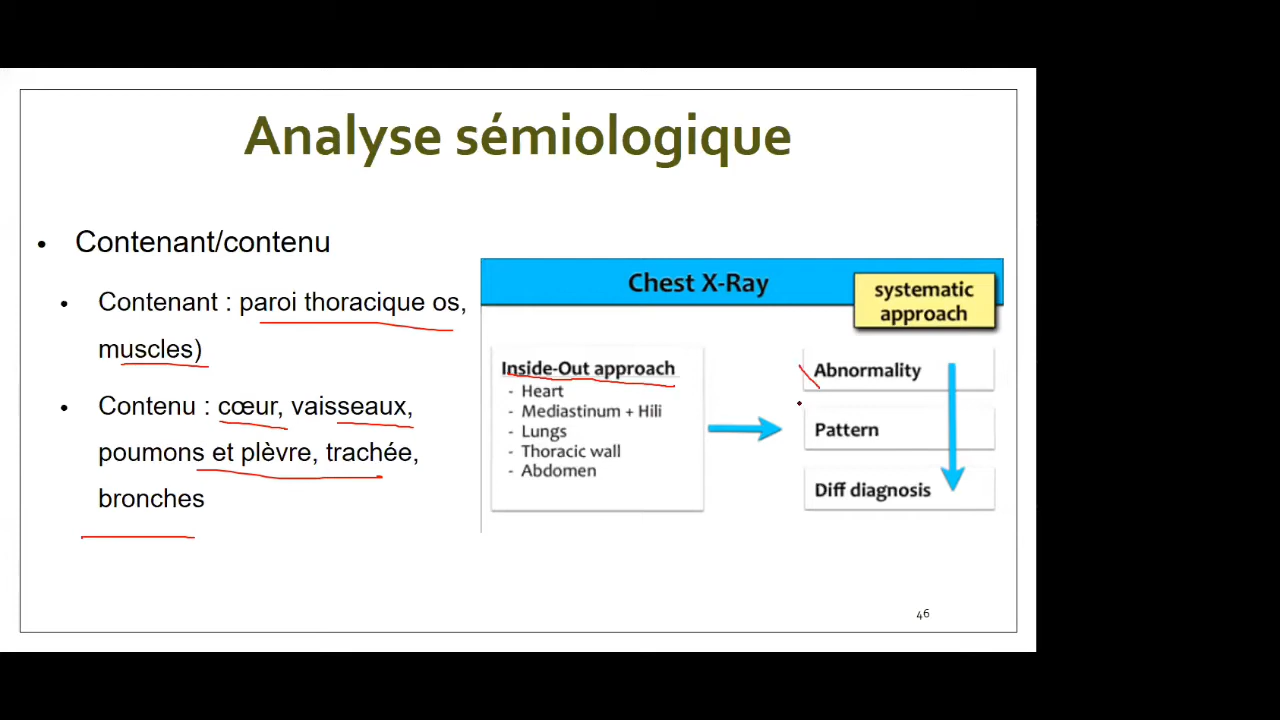 Analyse sémiologique
• Contenant/contenu
• Contenant : paroi thoracique os,
muscles)
• Contenu : cœur, vaisseaux,
poumons et plèvre, trachée,
bronches
Chest X-Ray
systematic
approach
Inside-Out approach
- Heart
- Mediastinum + Hili
- Lungs
- Thoracic wall
- Abdomen
Abnormality
Pattern
Diff diagnosis
46